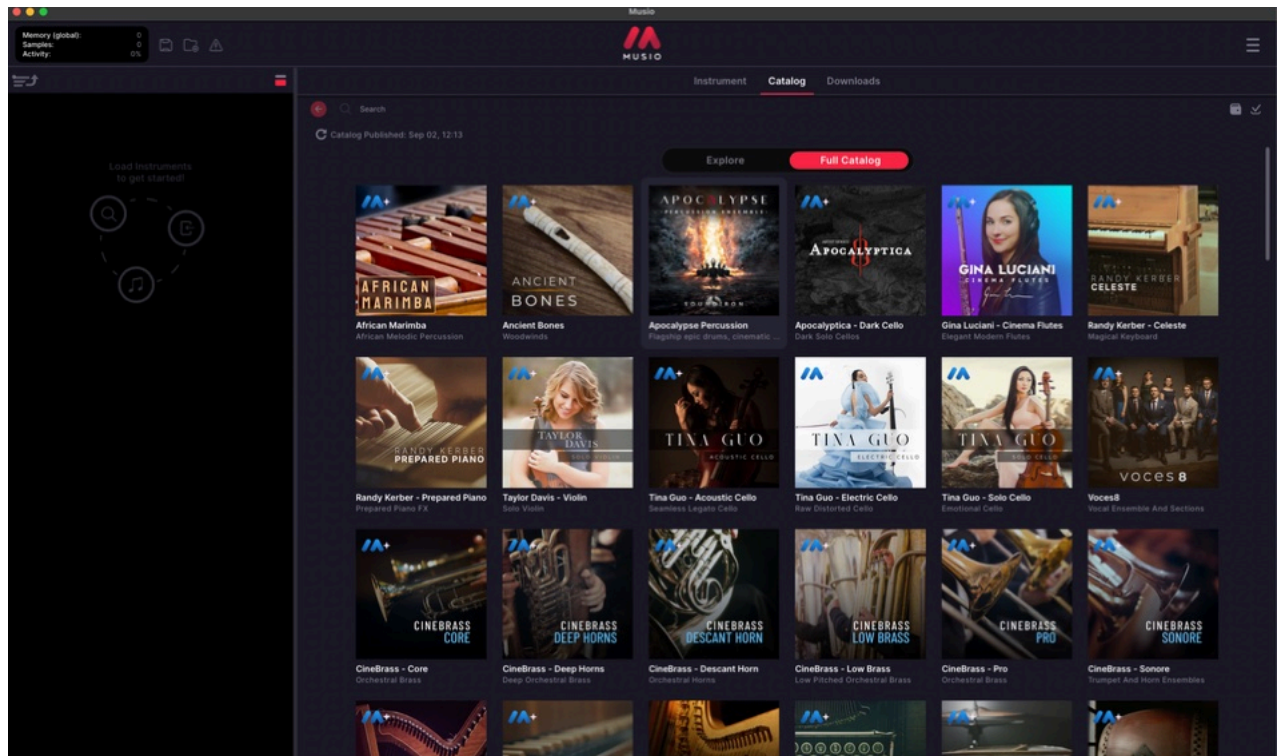 Musio
Memory (global): 0
Samples: 0
Activity: 0%
MUSIO
Instrument Catalog Downloads
Search
Catalog Published: Sep 02, 12:13
Explore Full Catalog
Load Instruments
to get started!
AFRICAN
MARIMBA
African Marimba
African Melodic Percussion
ANCIENT
BONES
Ancient Bones
Woodwinds
APOCALYPSE
PERCUSSION ENSEMBLE
SOUNDIRON
Apocalypse Percussion
Flagship epic drums, cinematic ...
APOCALYPTICA
Apocalyptica - Dark Cello
Dark Solo Cellos
GINA LUCIANI
CINEMA FLUTES
Gina Luciani - Cinema Flutes
Elegant Modern Flutes
RANDY KERBER
CELESTE
Randy Kerber - Celeste
Magical Keyboard
RANDY KERBER
PREPARED PIANO
Randy Kerber - Prepared Piano
Prepared Piano FX
TAYLOR
DAVIS
SOLO VIOLIN
Taylor Davis - Violin
Solo Violin
TINA GUO
ACOUSTIC CELLO
Tina Guo - Acoustic Cello
Seamless Legato Cello
TINA GUO
ELECTRIC CELLO
Tina Guo - Electric Cello
Raw Distorted Cello
TINA GUO
SOLO CELLO
Tina Guo - Solo Cello
Emotional Cello
VOCES8
Voces8
Vocal Ensemble And Sections
CINEBRASS
CORE
CineBrass - Core
Orchestral Brass
CINEBRASS
DEEP HORNS
CineBrass - Deep Horns
Deep Orchestral Brass
CINEBRASS
DESCANT HORN
CineBrass - Descant Horn
Orchestral Horns
CINEBRASS
LOW BRASS
CineBrass - Low Brass
Low Pitched Orchestral Brass
CINEBRASS
PRO
CineBrass - Pro
Orchestral Brass
CINEBRASS
SONORE
CineBrass - Sonore
Trumpet And Horn Ensembles